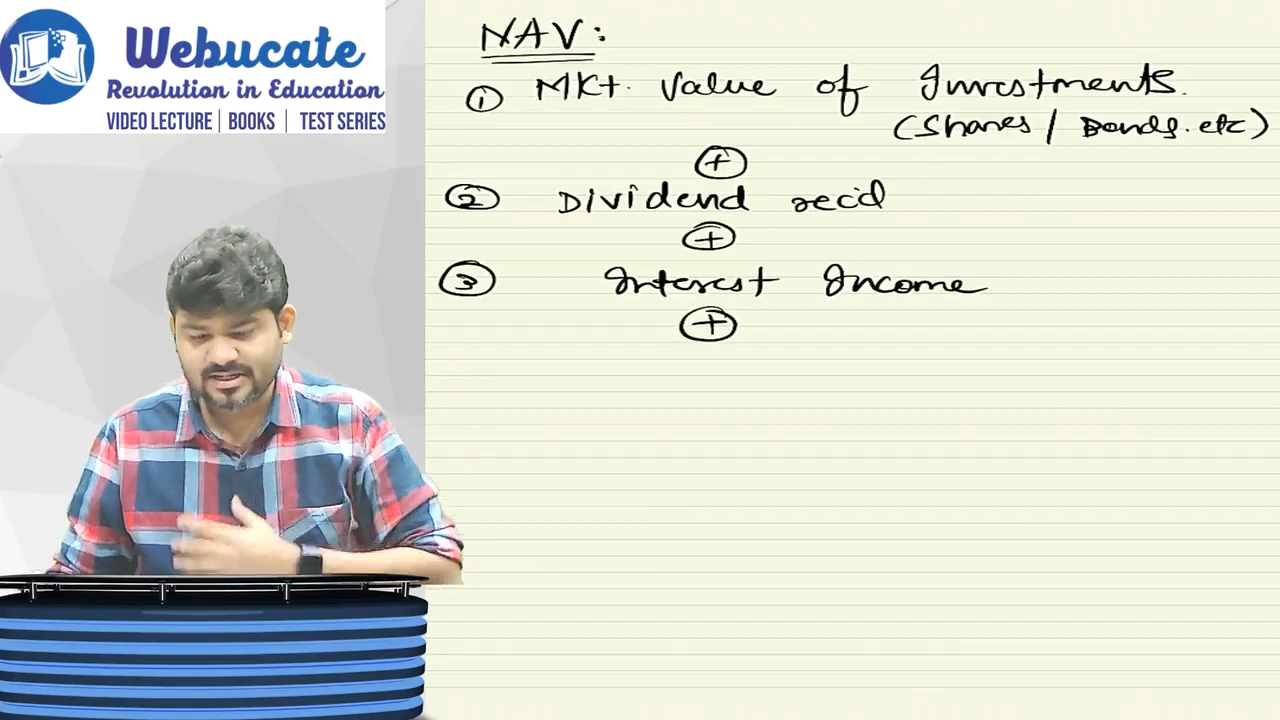 Webucate
Revolution in Education
VIDEO LECTURE | BOOKS | TEST SERIES
NAV:
① MKt. Value of Investments.
(Shares / Bonds. etc)
+
② Dividend recd
+
③ Interest Income
+